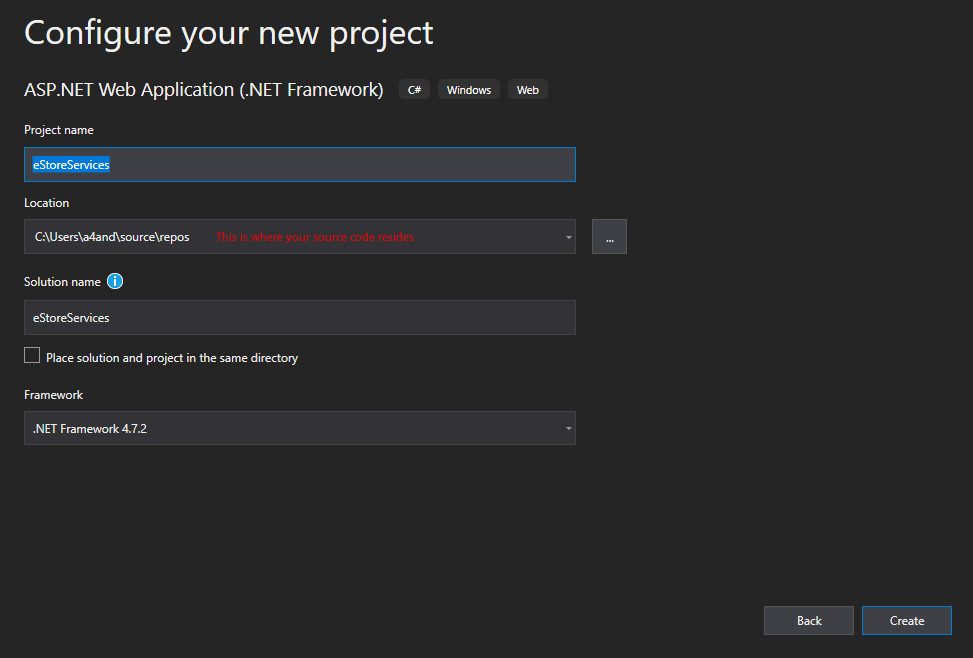 Configure your new project
ASP.NET Web Application (.NET Framework) C# Windows Web
Project name
eStoreServices
Location
C:\Users\a4and\source\repos This is where your source code resides
...
Solution name
eStoreServices
Place solution and project in the same directory
Framework
.NET Framework 4.7.2
Back Create